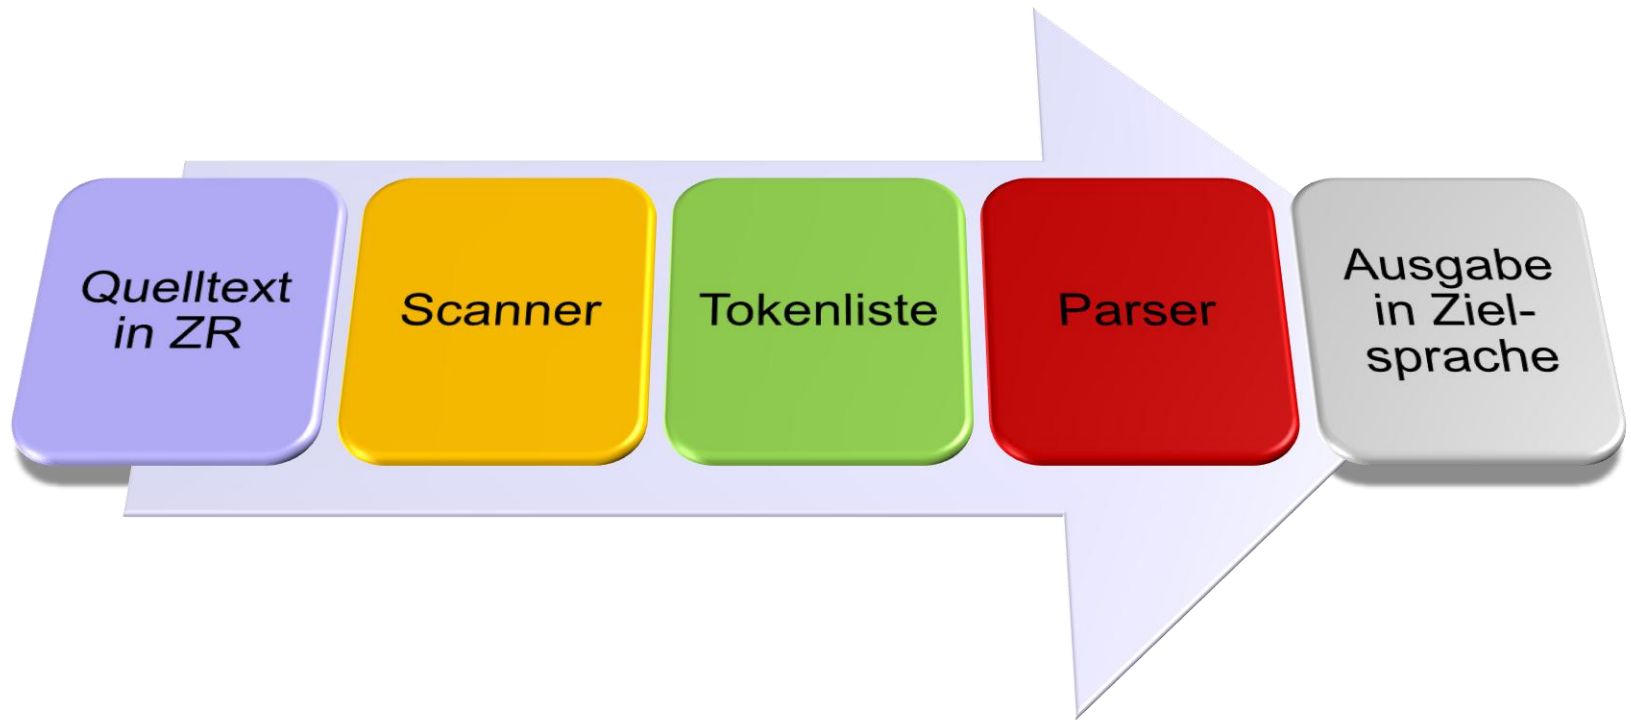 Quelltext
in ZR
Scanner
Tokenliste
Parser
Ausgabe
in Ziel-
sprache